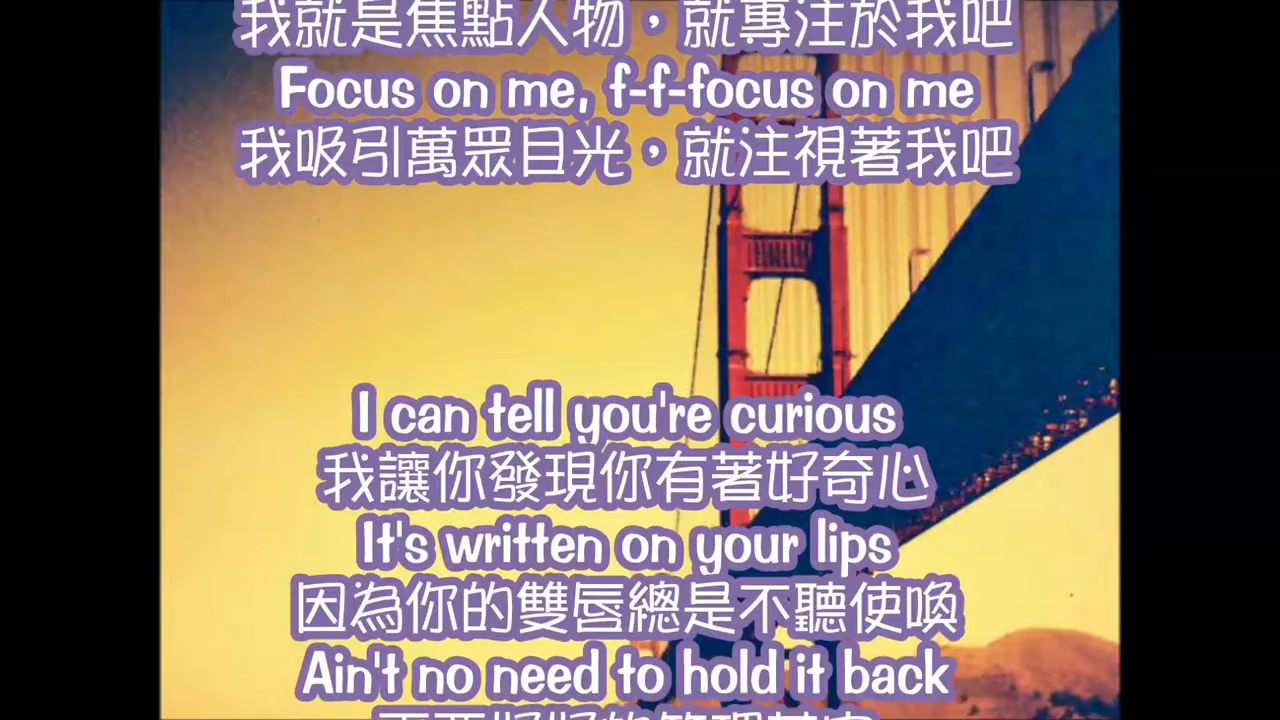 我就是焦點人物，就專注於我吧
Focus on me, f-f-focus on me
我吸引萬眾目光，就注視著我吧
I can tell you're curious
我讓你發現你有著好奇心
It's written on your lips
因為你的雙唇總是不聽使喚
Ain't no need to hold it back